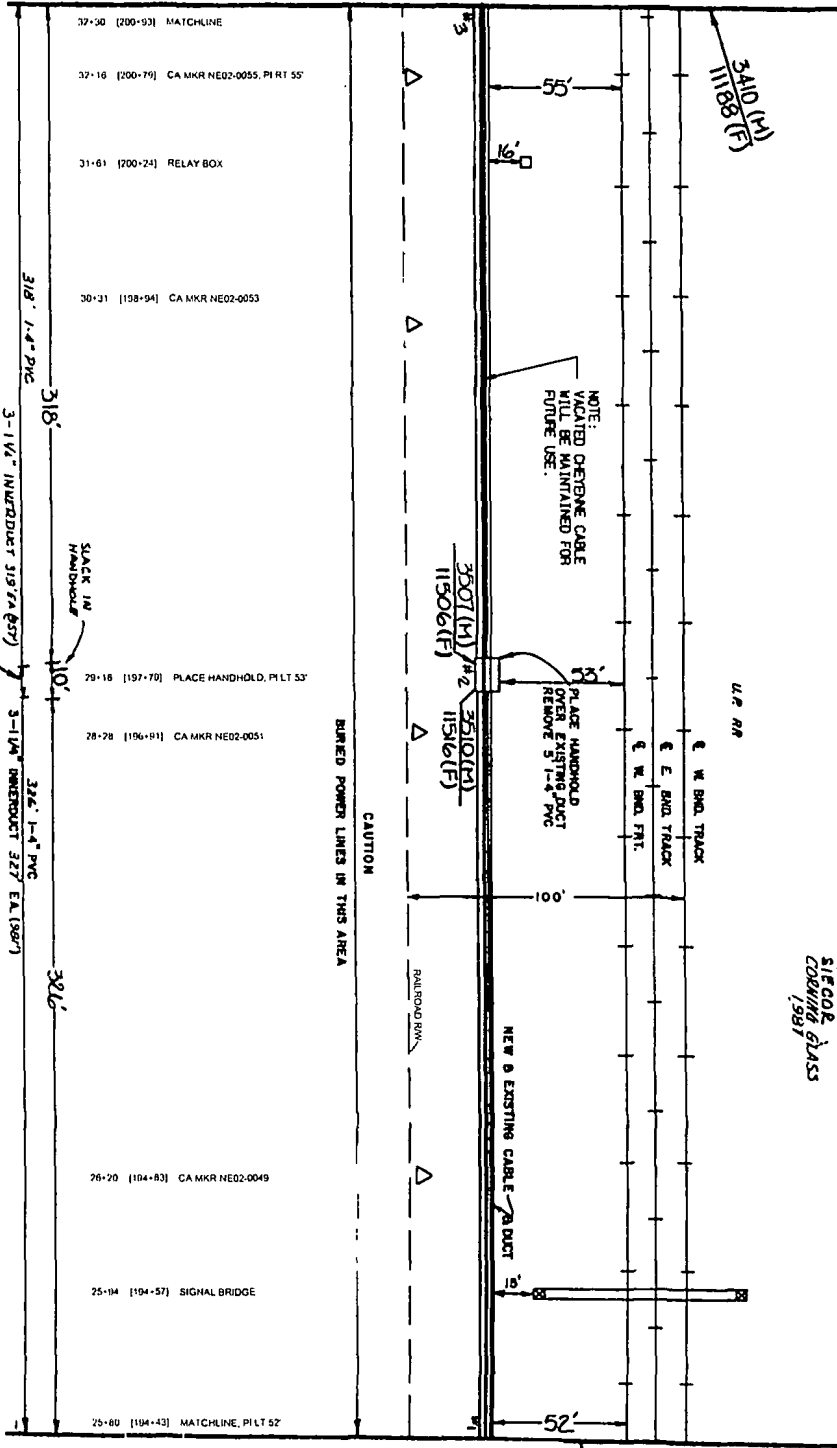 32+30 [200+93] MATCHLINE
32+16 [200+79] CA MKR NE02-0055, PI RT 55'
31+61 [200+24] RELAY BOX
30+31 [198+94] CA MKR NE02-0053
29+16 [197+79] PLACE HANDHOLD, PI LT 53'
28+28 [196+91] CA MKR NE02-0051
26+20 [194+83] CA MKR NE02-0049
25+94 [194+57] SIGNAL BRIDGE
25+80 [194+43] MATCHLINE, PI LT 52'
3410 (M)
11188 (F)
55'
16'
#3
NOTE:
VACATED CHEYENNE CABLE
WILL BE MAINTAINED FOR
FUTURE USE.
3507 (M)
11506 (F)
#2
3510 (M)
11516 (F)
53'
PLACE HANDHOLD
OVER EXISTING DUCT
REMOVE 5' 1-4" PVC
U.P. RR
℄ W. BND. TRACK
℄ E. BND. TRACK
℄ W. BND. FRT.
100'
SIECOR
CORNING GLASS
1987
CAUTION
BURIED POWER LINES IN THIS AREA
RAILROAD R/W
NEW & EXISTING CABLE & DUCT
18'
52'
#1
318' 1-4" PVC
318'
3-1¼" INNERDUCT 319' EA
SLACK IN
HANDHOLE
10'
326' 1-4" PVC
326'
3-1¼" INNERDUCT 327' EA. (981')